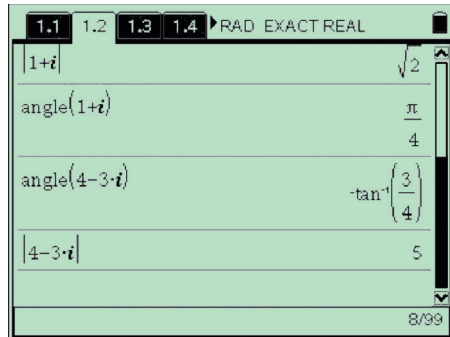 1.1 1.2 1.3 1.4 RAD EXACT REAL
|1+i| √2
angle(1+i) π/4
angle(4−3·i) -tan⁻¹(3/4)
|4−3·i| 5
8/99